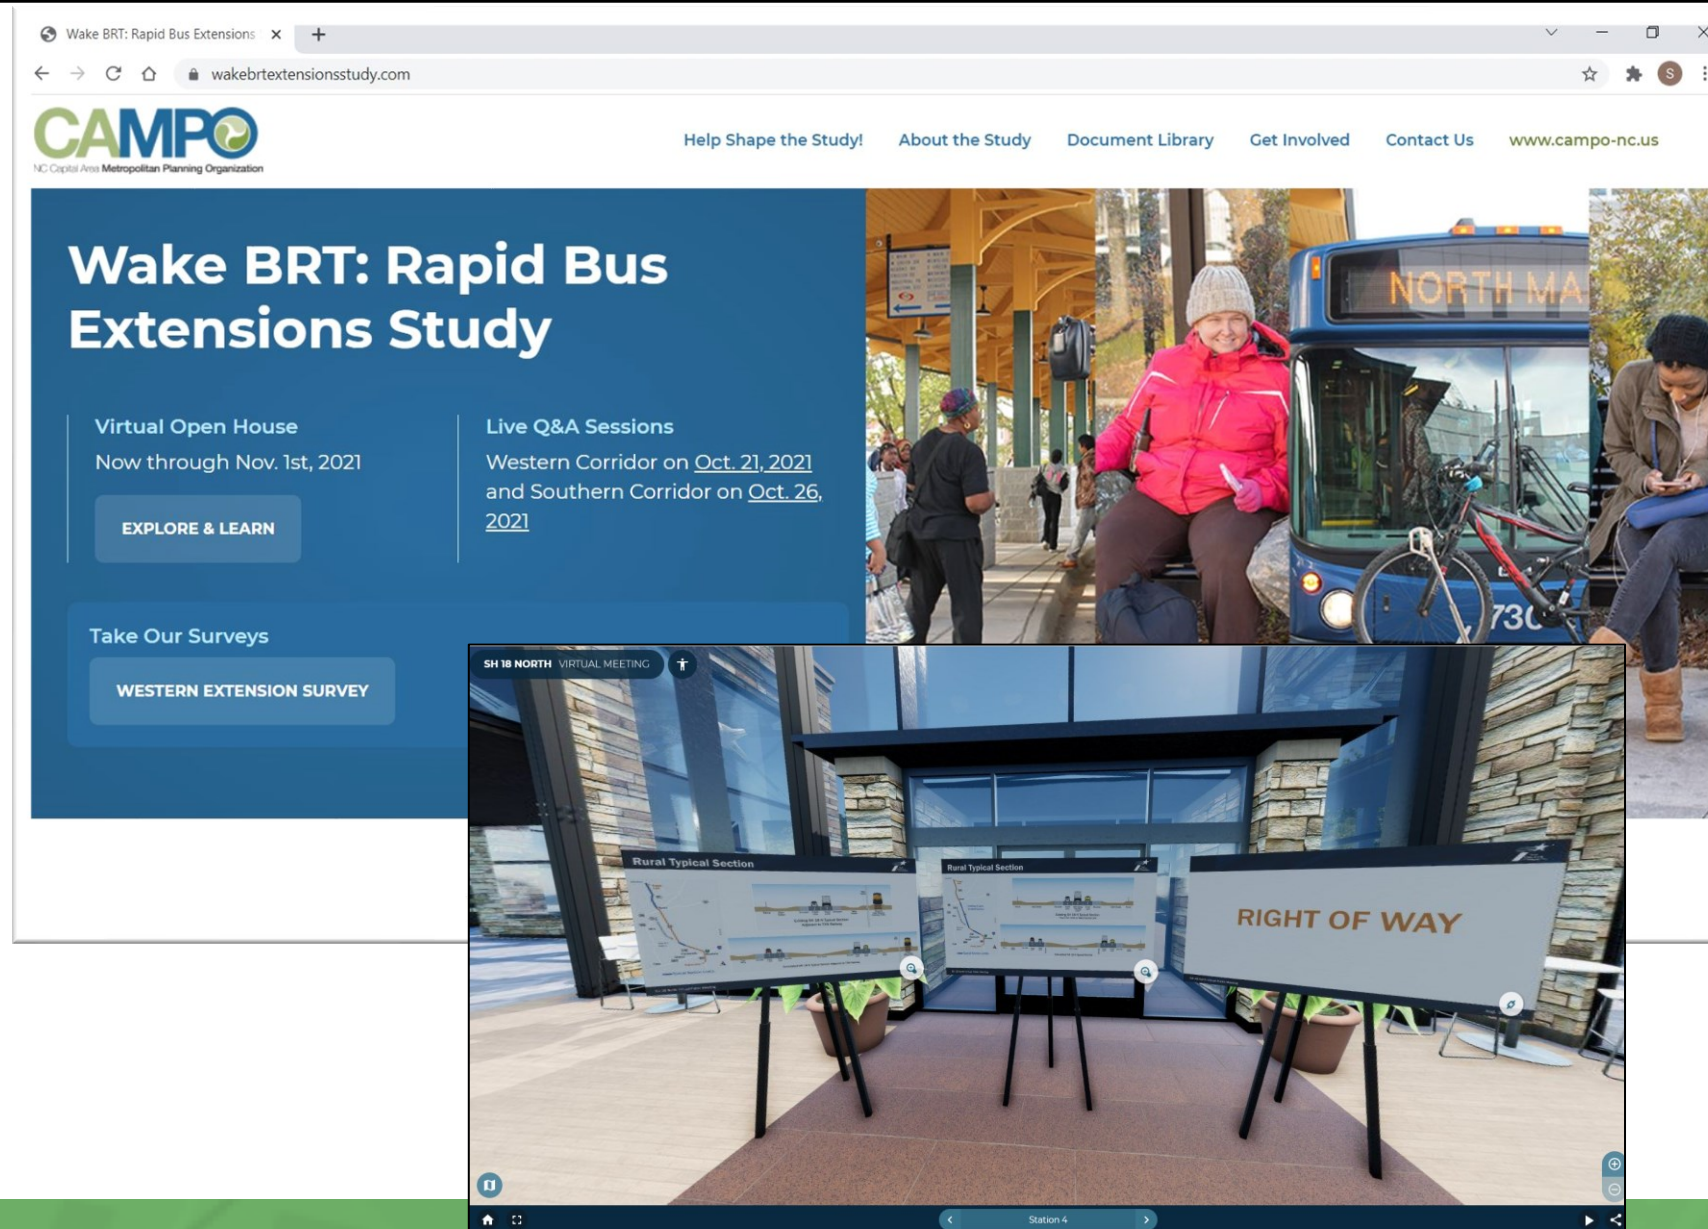 Wake BRT: Rapid Bus Extensions
wakebrtextensionsstudy.com
S
CAMPO
NC Capital Area Metropolitan Planning Organization
Help Shape the Study!
About the Study
Document Library
Get Involved
Contact Us
www.campo-nc.us
Wake BRT: Rapid Bus
Extensions Study
Virtual Open House
Now through Nov. 1st, 2021
EXPLORE & LEARN
Live Q&A Sessions
Western Corridor on Oct. 21, 2021
and Southern Corridor on Oct. 26,
2021
NORTH MA
730
Take Our Surveys
WESTERN EXTENSION SURVEY
SH 18 NORTH VIRTUAL MEETING
Rural Typical Section
Rural Typical Section
RIGHT OF WAY
Station 4